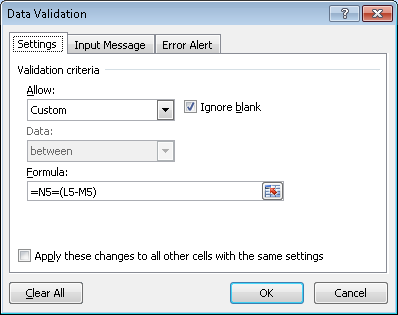 Data Validation
Settings Input Message Error Alert
Validation criteria
Allow:
Custom Ignore blank
Data:
between
Formula:
=N5=(L5-M5)
Apply these changes to all other cells with the same settings
Clear All OK Cancel